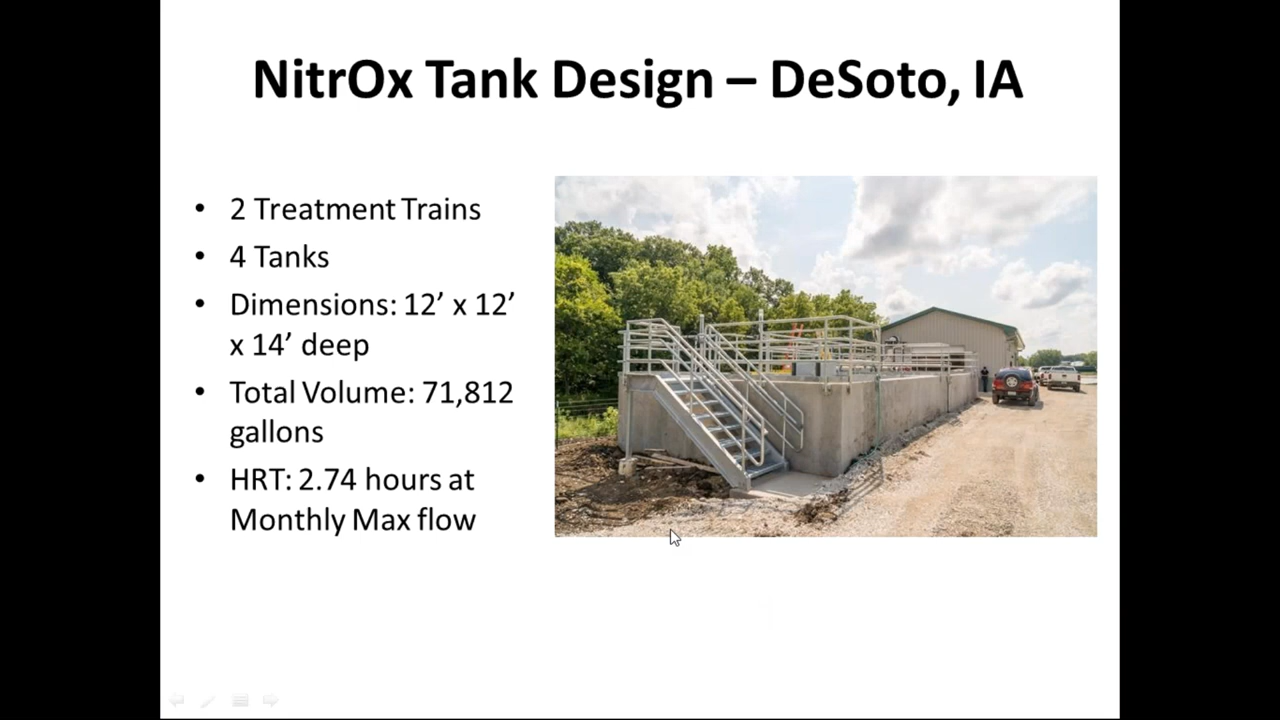 NitrOx Tank Design – DeSoto, IA
• 2 Treatment Trains
• 4 Tanks
• Dimensions: 12’ x 12’
x 14’ deep
• Total Volume: 71,812
gallons
• HRT: 2.74 hours at
Monthly Max flow